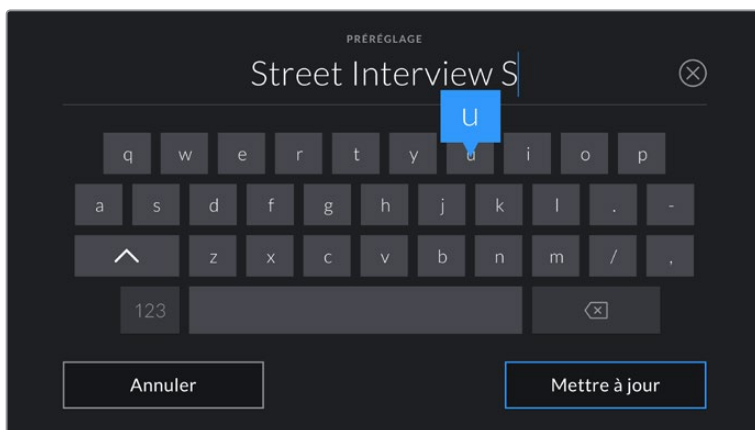 PRÉRÉGLAGE
Street Interview S
u
q w e r t y u i o p
a s d f g h j k l . -
z x c v b n m / ,
123
Annuler Mettre à jour